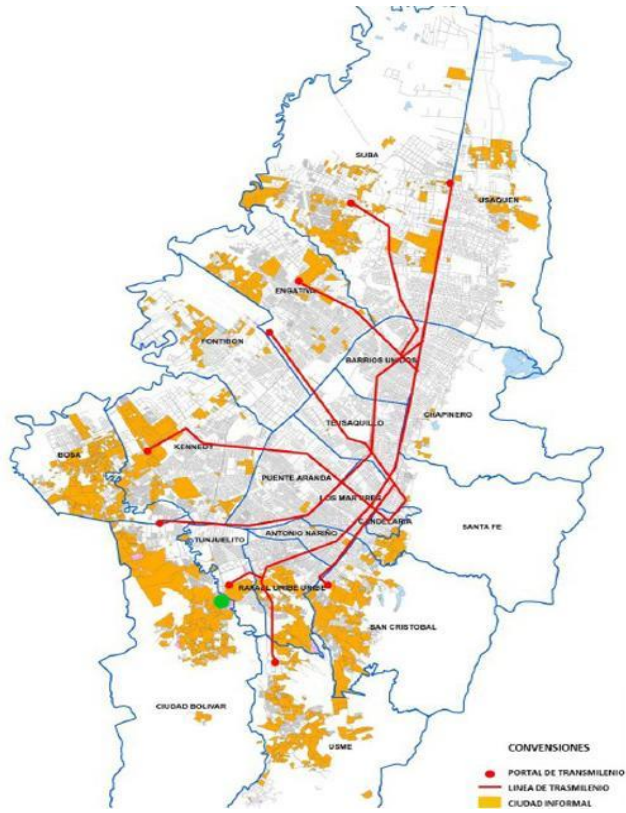 SUBA
USAQUEN
ENGATIVA
FONTIBON
BARRIOS UNIDOS
CHAPINERO
TEUSAQUILLO
KENNEDY
BOSA
PUENTE ARANDA
LOS MARTIRES
CANDELARIA
SANTA FE
ANTONIO NARIÑO
TUNJUELITO
RAFAEL URIBE URIBE
SAN CRISTOBAL
CIUDAD BOLIVAR
USME
CONVENSIONES
PORTAL DE TRANSMILENIO
LINEA DE TRASMILENIO
CIUDAD INFORMAL